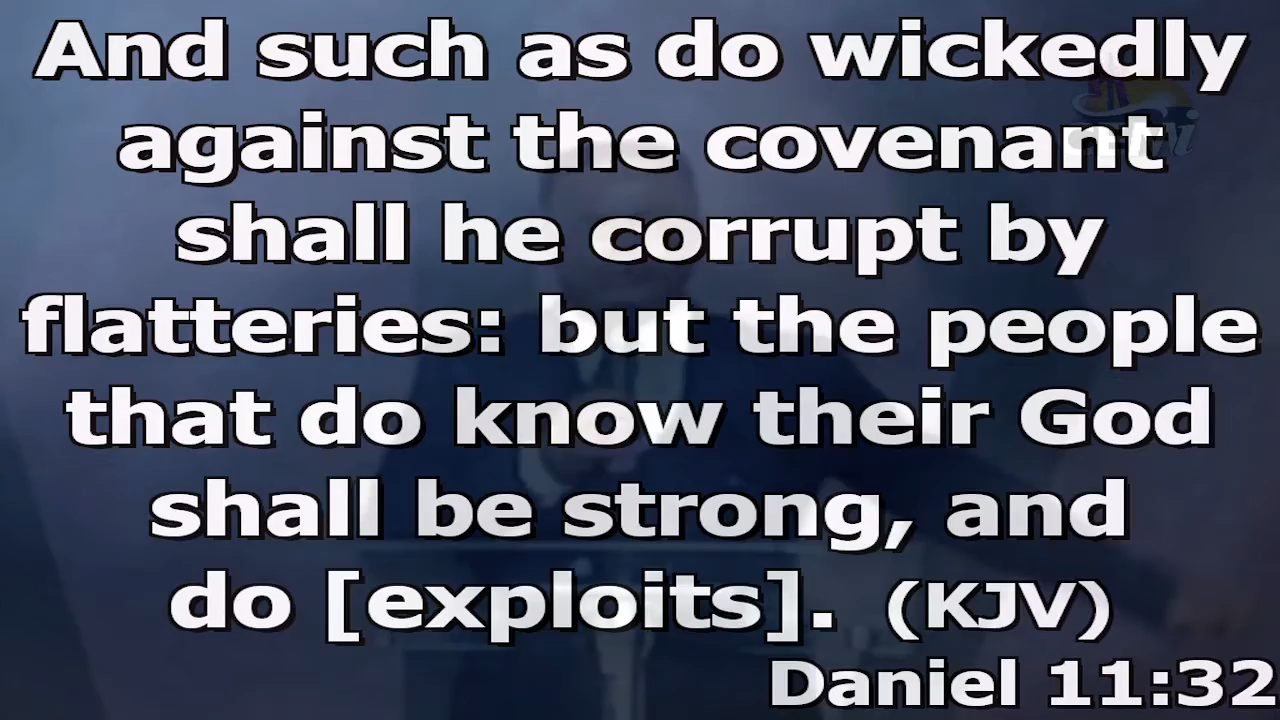 And such as do wickedly
against the covenant
shall he corrupt by
flatteries: but the people
that do know their God
shall be strong, and
do [exploits]. (KJV)
Daniel 11:32